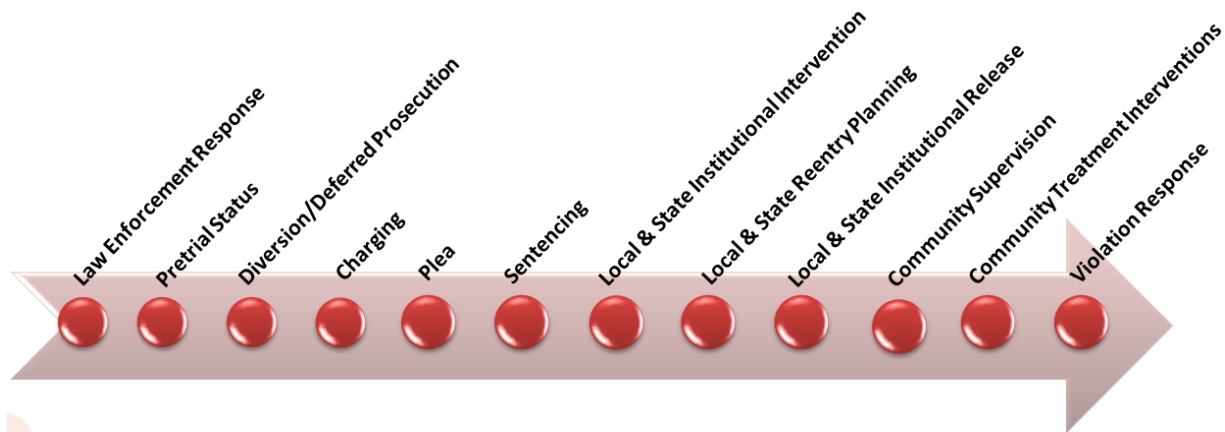 Law Enforcement Response
Pretrial Status
Diversion/Deferred Prosecution
Charging
Plea
Sentencing
Local & State Institutional Intervention
Local & State Reentry Planning
Local & State Institutional Release
Community Supervision
Community Treatment Interventions
Violation Response